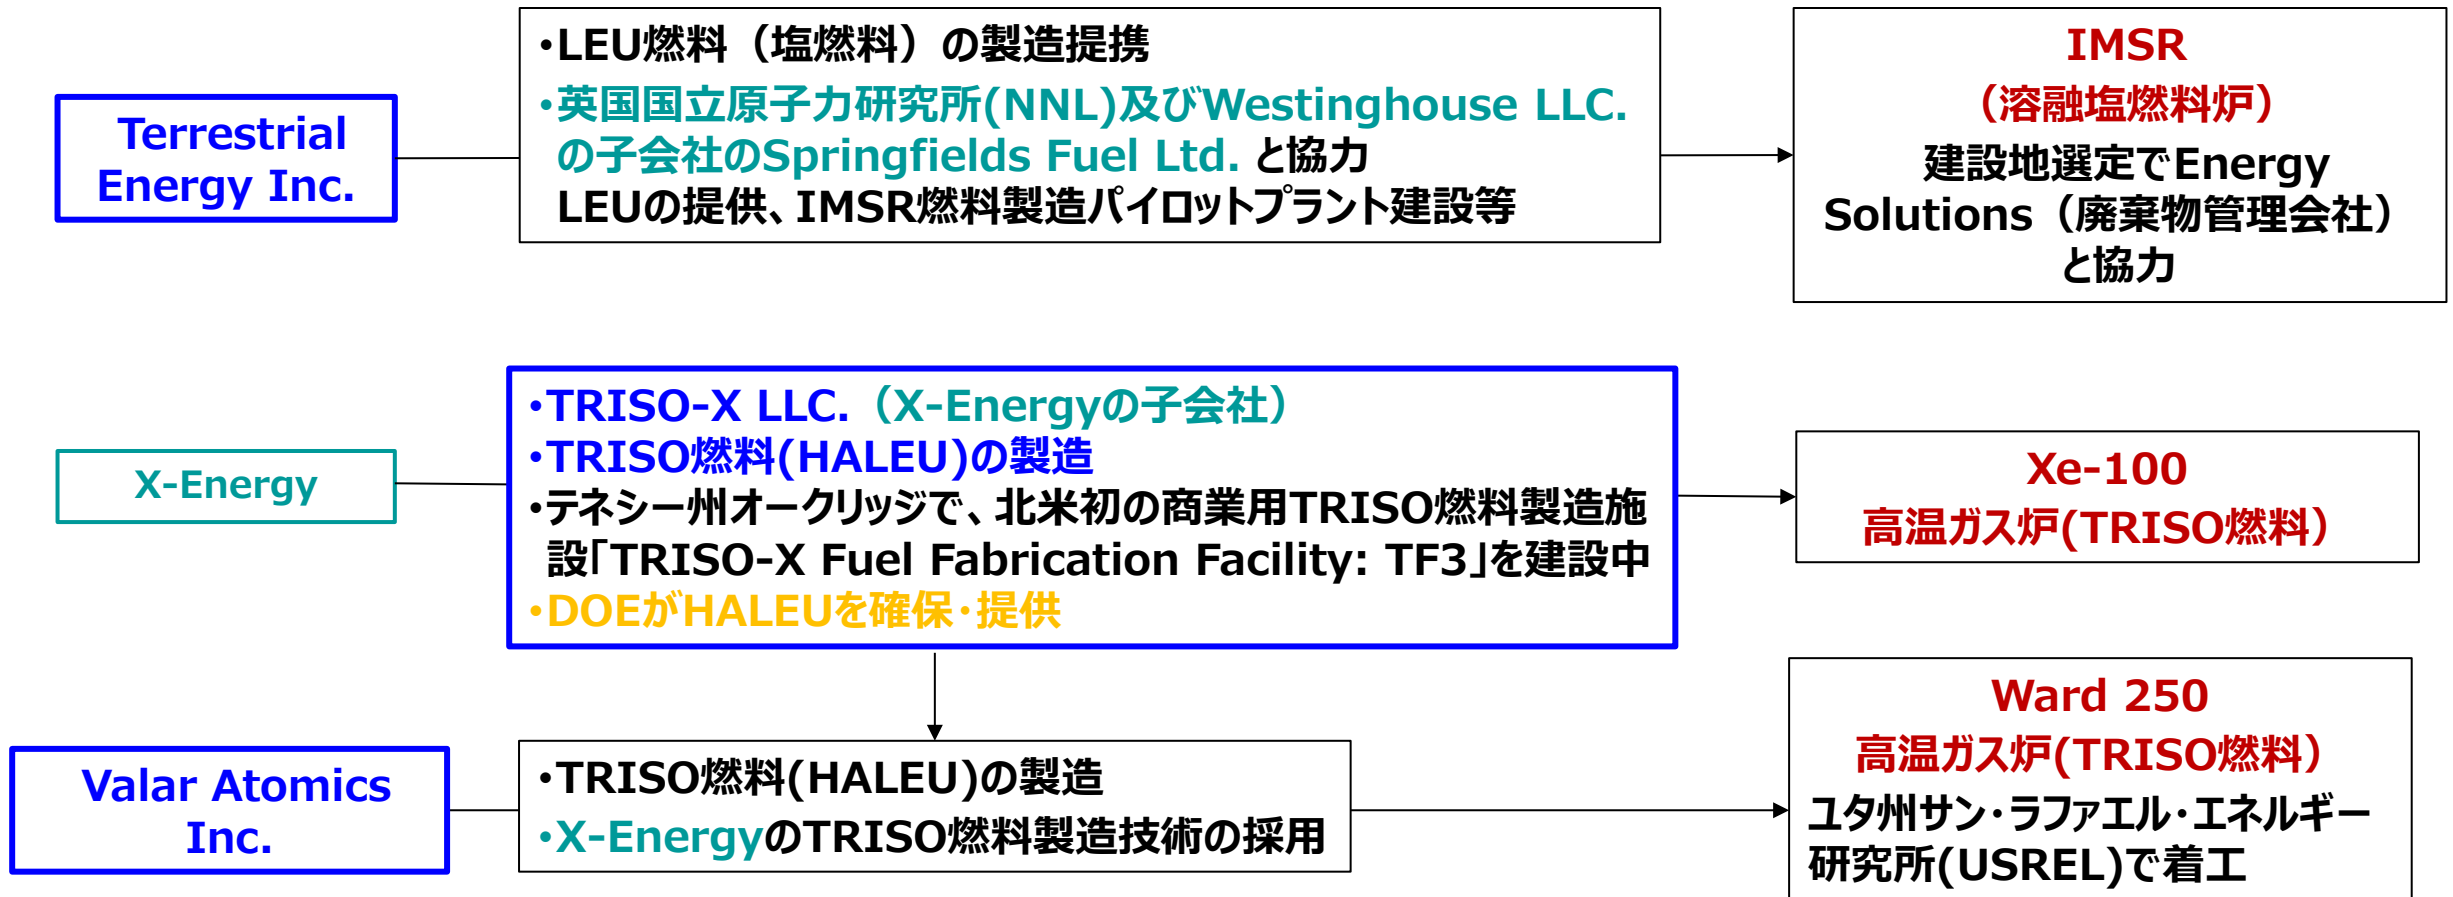 Terrestrial
Energy Inc.
・LEU燃料（塩燃料）の製造提携
・英国国立原子力研究所(NNL)及びWestinghouse LLC.
の子会社のSpringfields Fuel Ltd. と協力
LEUの提供、IMSR燃料製造パイロットプラント建設等
IMSR
（溶融塩燃料炉）
建設地選定でEnergy
Solutions（廃棄物管理会社）
と協力
X-Energy
・TRISO-X LLC.（X-Energyの子会社）
・TRISO燃料(HALEU)の製造
・テネシー州オークリッジで、北米初の商業用TRISO燃料製造施
設「TRISO-X Fuel Fabrication Facility: TF3」を建設中
・DOEがHALEUを確保・提供
Xe-100
高温ガス炉(TRISO燃料）
Valar Atomics
Inc.
・TRISO燃料(HALEU)の製造
・X-EnergyのTRISO燃料製造技術の採用
Ward 250
高温ガス炉(TRISO燃料）
ユタ州サン・ラファエル・エネルギー
研究所(USREL)で着工